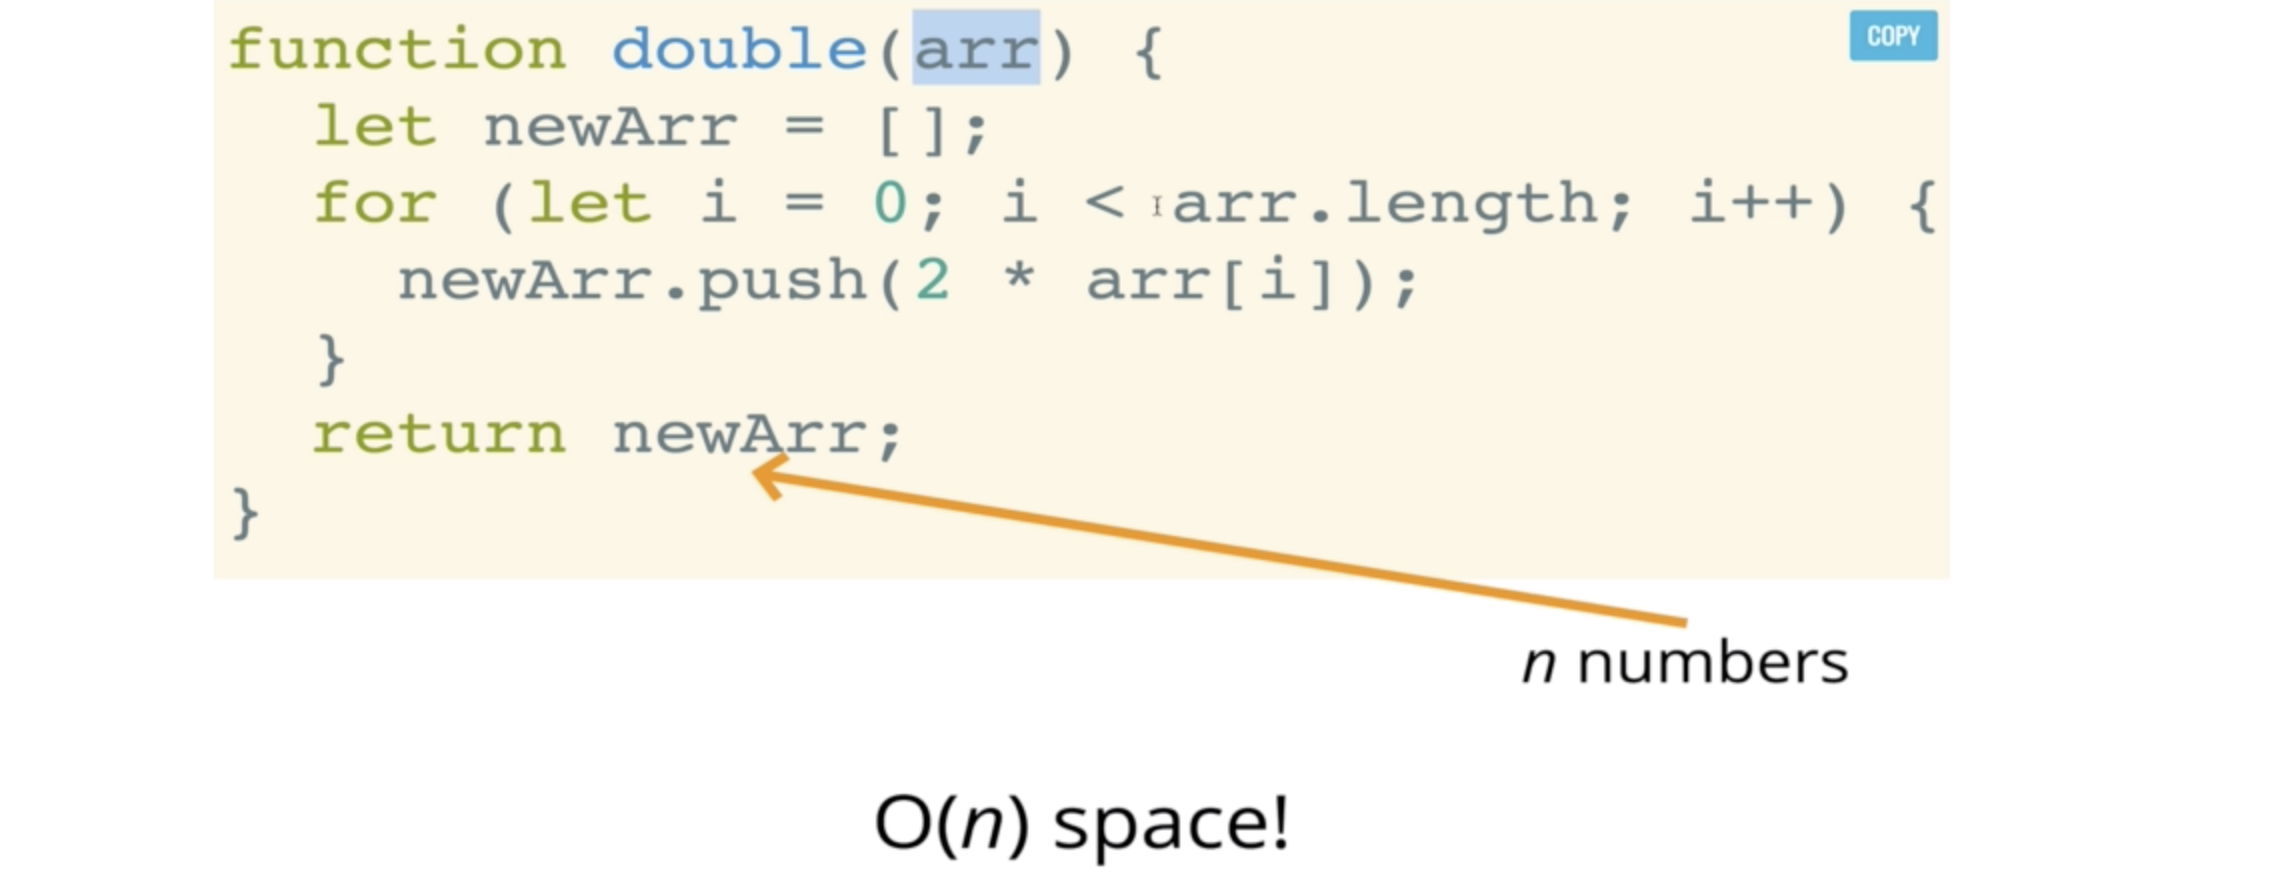 function double(arr) {
COPY
let newArr = [];
for (let i = 0; i < arr.length; i++) {
newArr.push(2 * arr[i]);
}
return newArr;
}
n numbers
O(n) space!